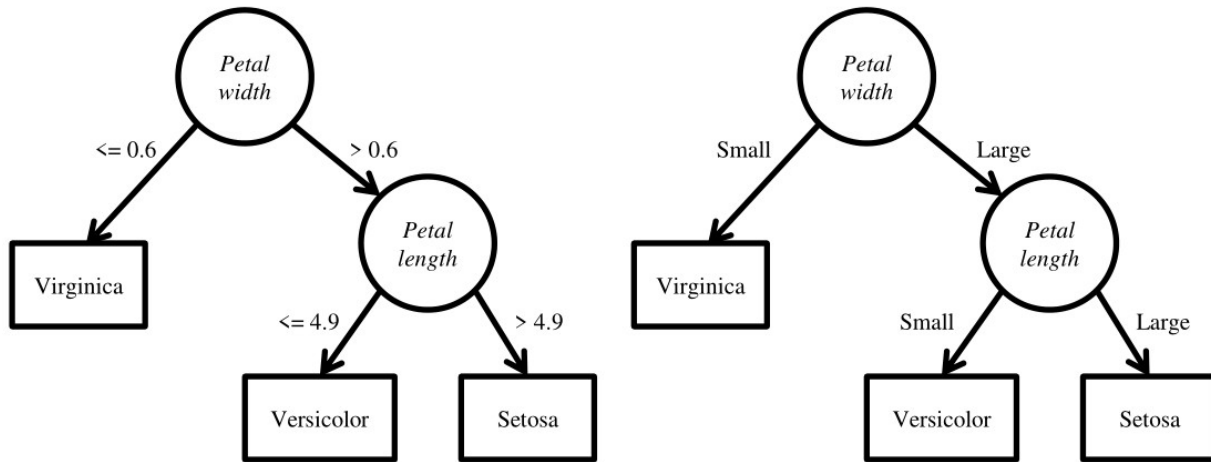 Petal
width
<= 0.6
> 0.6
Virginica
Petal
length
<= 4.9
> 4.9
Versicolor
Setosa
Petal
width
Small
Large
Virginica
Petal
length
Small
Large
Versicolor
Setosa